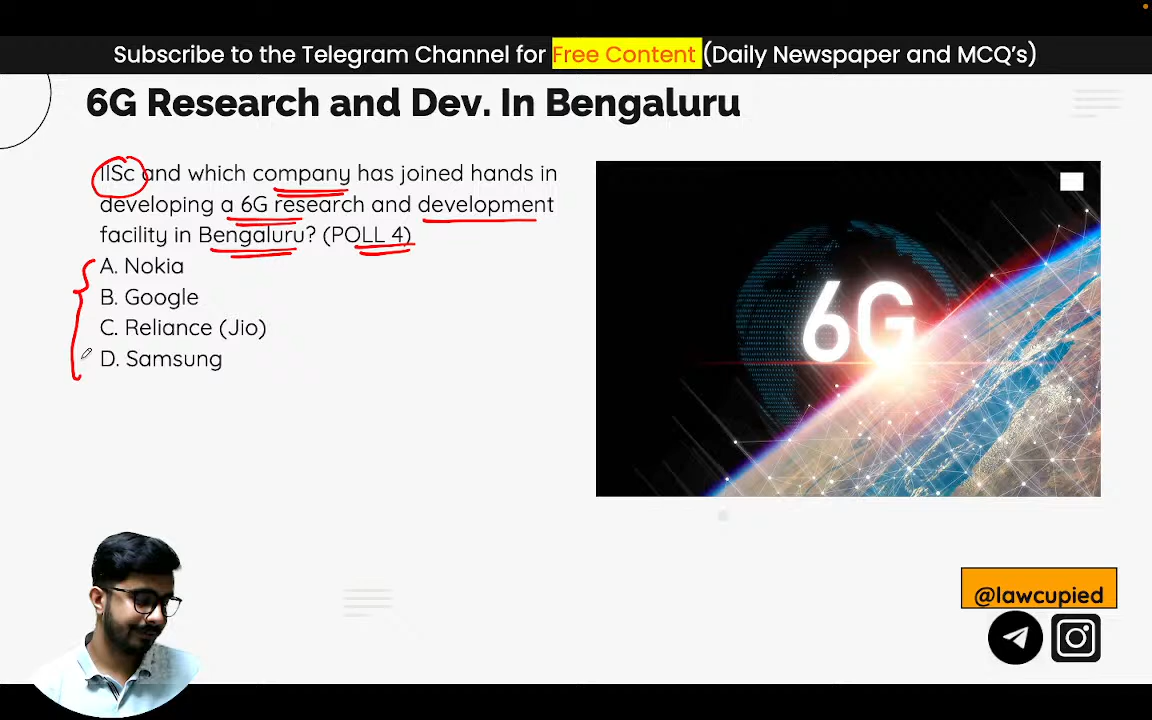 Subscribe to the Telegram Channel for Free Content (Daily Newspaper and MCQ's)
6G Research and Dev. In Bengaluru
IISc and which company has joined hands in
developing a 6G research and development
facility in Bengaluru? (POLL 4)
A. Nokia
B. Google
C. Reliance (Jio)
D. Samsung
6G
@lawcupied